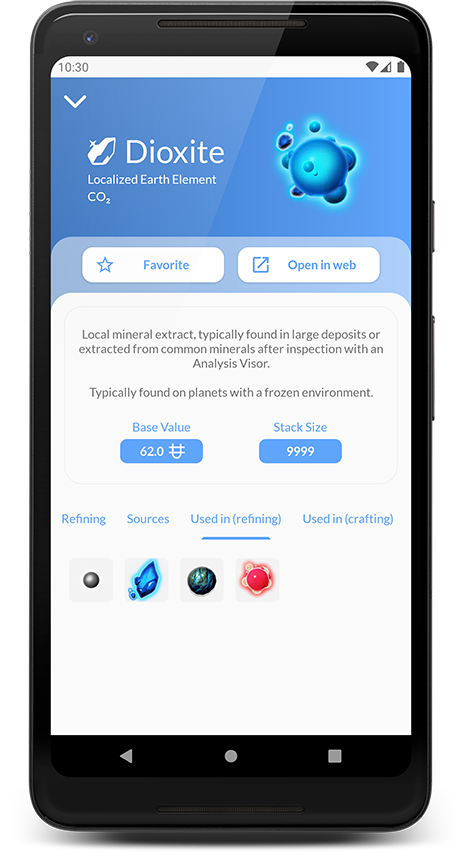 10:30
Dioxite
Localized Earth Element
CO₂
Favorite
Open in web
Local mineral extract, typically found in large deposits or
extracted from common minerals after inspection with an
Analysis Visor.
Typically found on planets with a frozen environment.
Base Value
Stack Size
62.0
9999
Refining
Sources
Used in (refining)
Used in (crafting)